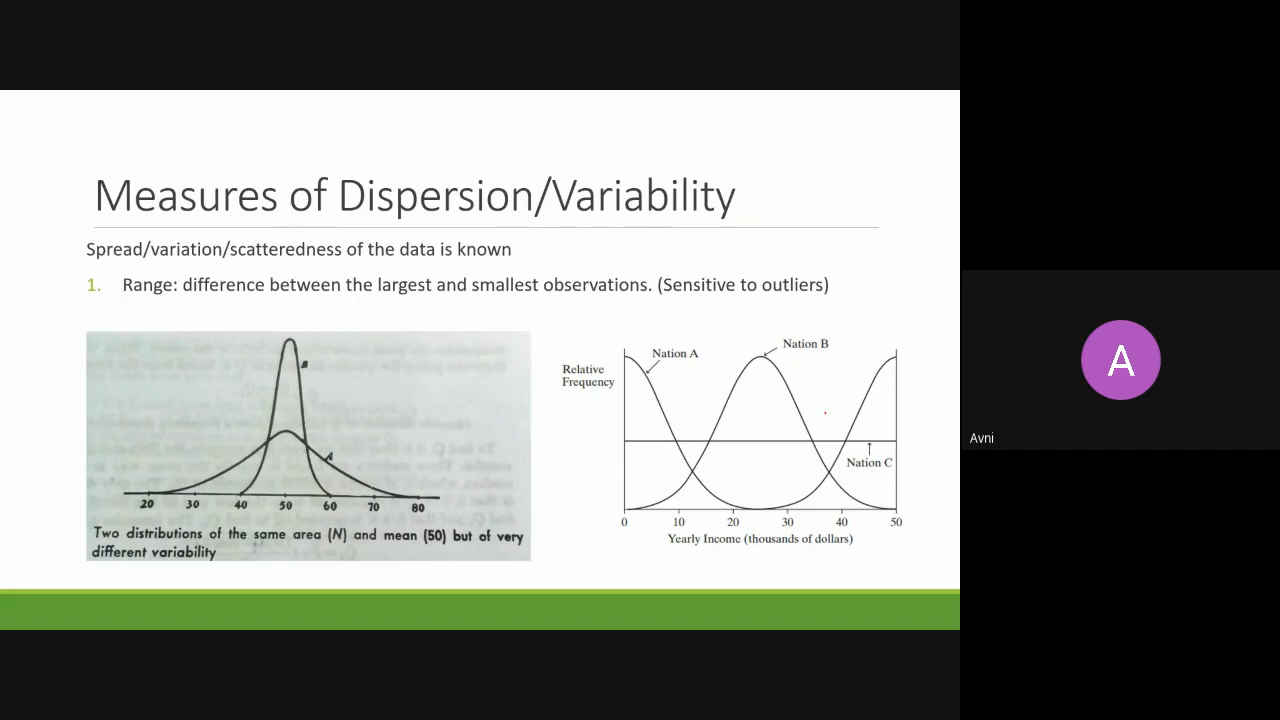 Measures of Dispersion/Variability
Spread/variation/scatteredness of the data is known
1. Range: difference between the largest and smallest observations. (Sensitive to outliers)
B
A
20 30 40 50 60 70 80
Two distributions of the same area (N) and mean (50) but of very
different variability
Nation A
Nation B
Relative
Frequency
Nation C
0 10 20 30 40 50
Yearly Income (thousands of dollars)
A
Avni